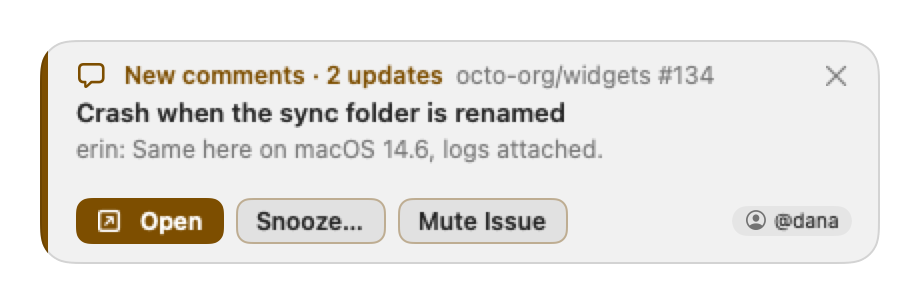 New comments · 2 updates octo-org/widgets #134
Crash when the sync folder is renamed
erin: Same here on macOS 14.6, logs attached.
Open Snooze... Mute Issue @dana